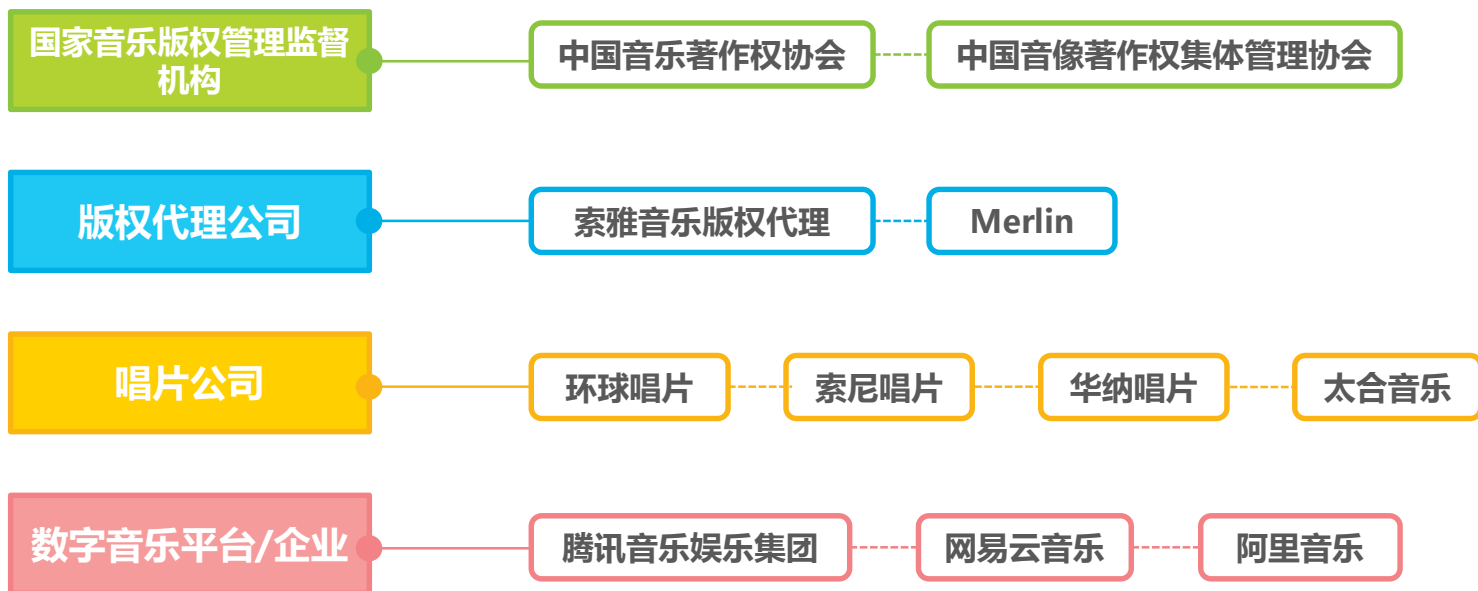 国家音乐版权管理监督
机构
中国音乐著作权协会
中国音像著作权集体管理协会
版权代理公司
索雅音乐版权代理
Merlin
唱片公司
环球唱片
索尼唱片
华纳唱片
太合音乐
数字音乐平台/企业
腾讯音乐娱乐集团
网易云音乐
阿里音乐